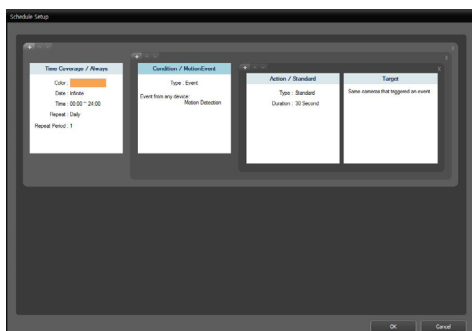 Schedule Setup
Time Coverage / Always
Color :
Date : Infinite
Time : 00:00 ~ 24:00
Repeat : Daily
Repeat Period : 1
Condition / MotionEvent
Type : Event
Event from any device:
Motion Detection
Action / Standard
Type : Standard
Duration : 30 Second
Target
Same cameras that triggered an event
OK
Cancel